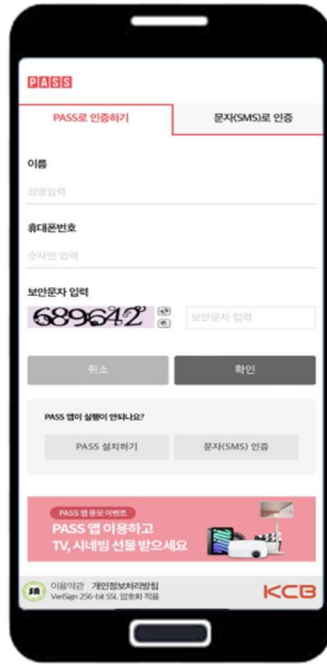 PASS
PASS로 인증하기
문자(SMS)로 인증
이름
성명입력
휴대폰번호
숫자만 입력
보안문자 입력
689642
보안문자 입력
취소
확인
PASS 앱이 실행이 안되나요?
PASS 설치하기
문자(SMS) 인증
PASS 앱 응모 이벤트
PASS 앱 이용하고
TV, 시네빔 선물 받으세요
이용약관 개인정보처리방침
VeriSign 256-bit SSL 암호화 적용
KCB